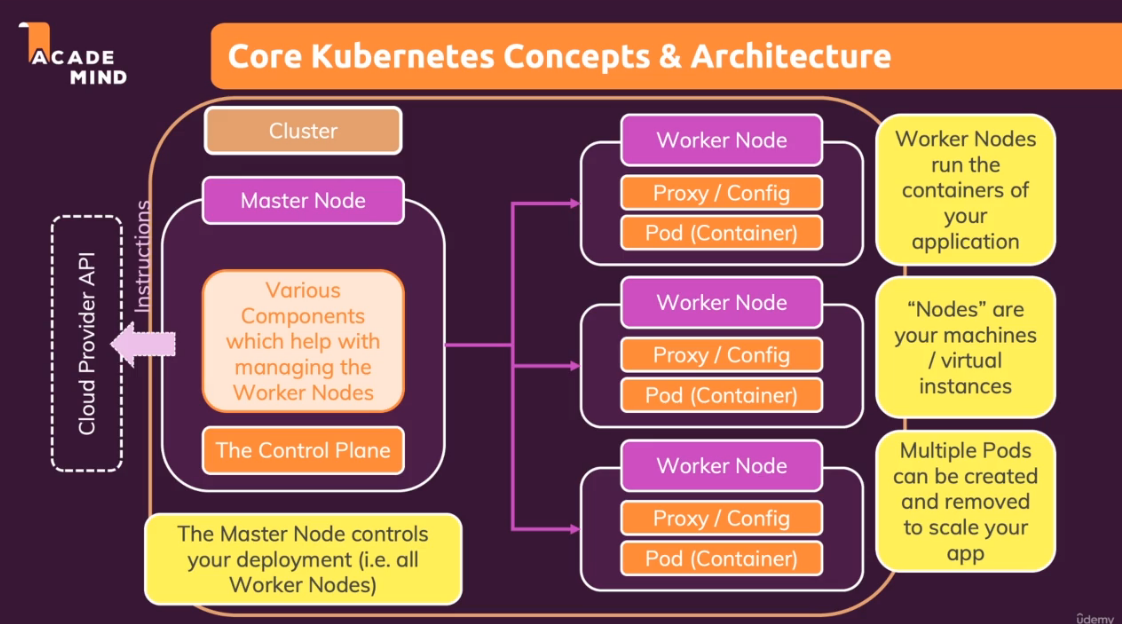 ACADE
MIND
Core Kubernetes Concepts & Architecture
Cluster
Master Node
Various
Components
which help with
managing the
Worker Nodes
The Control Plane
Instructions
Cloud Provider API
The Master Node controls
your deployment (i.e. all
Worker Nodes)
Worker Node
Proxy / Config
Pod (Container)
Worker Node
Proxy / Config
Pod (Container)
Worker Node
Proxy / Config
Pod (Container)
Worker Nodes
run the
containers of
your
application
“Nodes” are
your machines
/ virtual
instances
Multiple Pods
can be created
and removed
to scale your
app
ûdemy